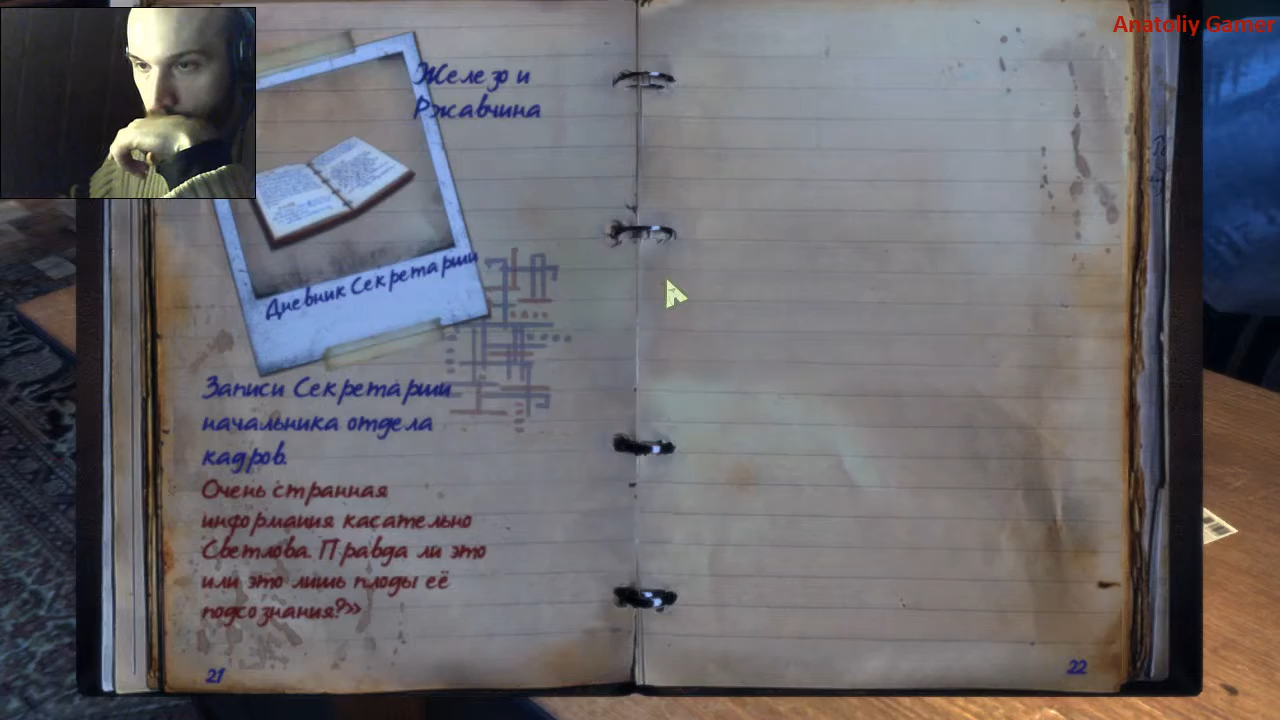 Anatoliy Gamer
Железо и
Ржавчина
Дневник Секретарши
Записи Секретарши
начальника отдела
кадров.
Очень странная
информация касательно
Светлова. Правда ли это
или это лишь плоды её
подсознания?»
21
22